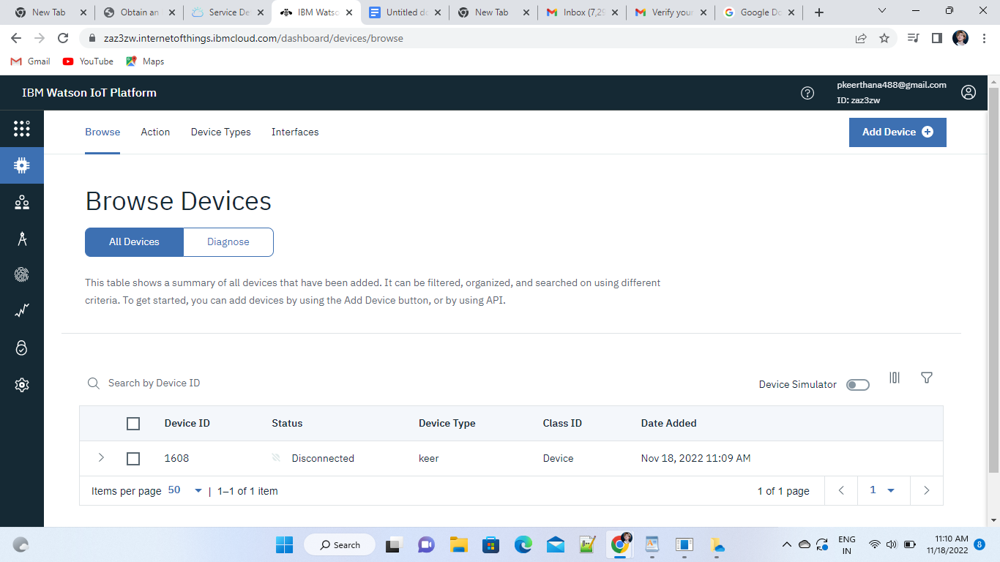 New Tab
Obtain an
Service De
IBM Watso
Untitled do
New Tab
Inbox (7,29
Verify your
Google Do
zaz3zw.internetofthings.ibmcloud.com/dashboard/devices/browse
Gmail YouTube Maps
IBM Watson IoT Platform
pkeerthana488@gmail.com
ID: zaz3zw
Browse Action Device Types Interfaces
Add Device
Browse Devices
All Devices Diagnose
This table shows a summary of all devices that have been added. It can be filtered, organized, and searched on using different
criteria. To get started, you can add devices by using the Add Device button, or by using API.
Search by Device ID
Device Simulator
Device ID Status Device Type Class ID Date Added
1608 Disconnected keer Device Nov 18, 2022 11:09 AM
Items per page 50 | 1–1 of 1 item
1 of 1 page 1
Search
ENG
IN
11:10 AM
11/18/2022
8